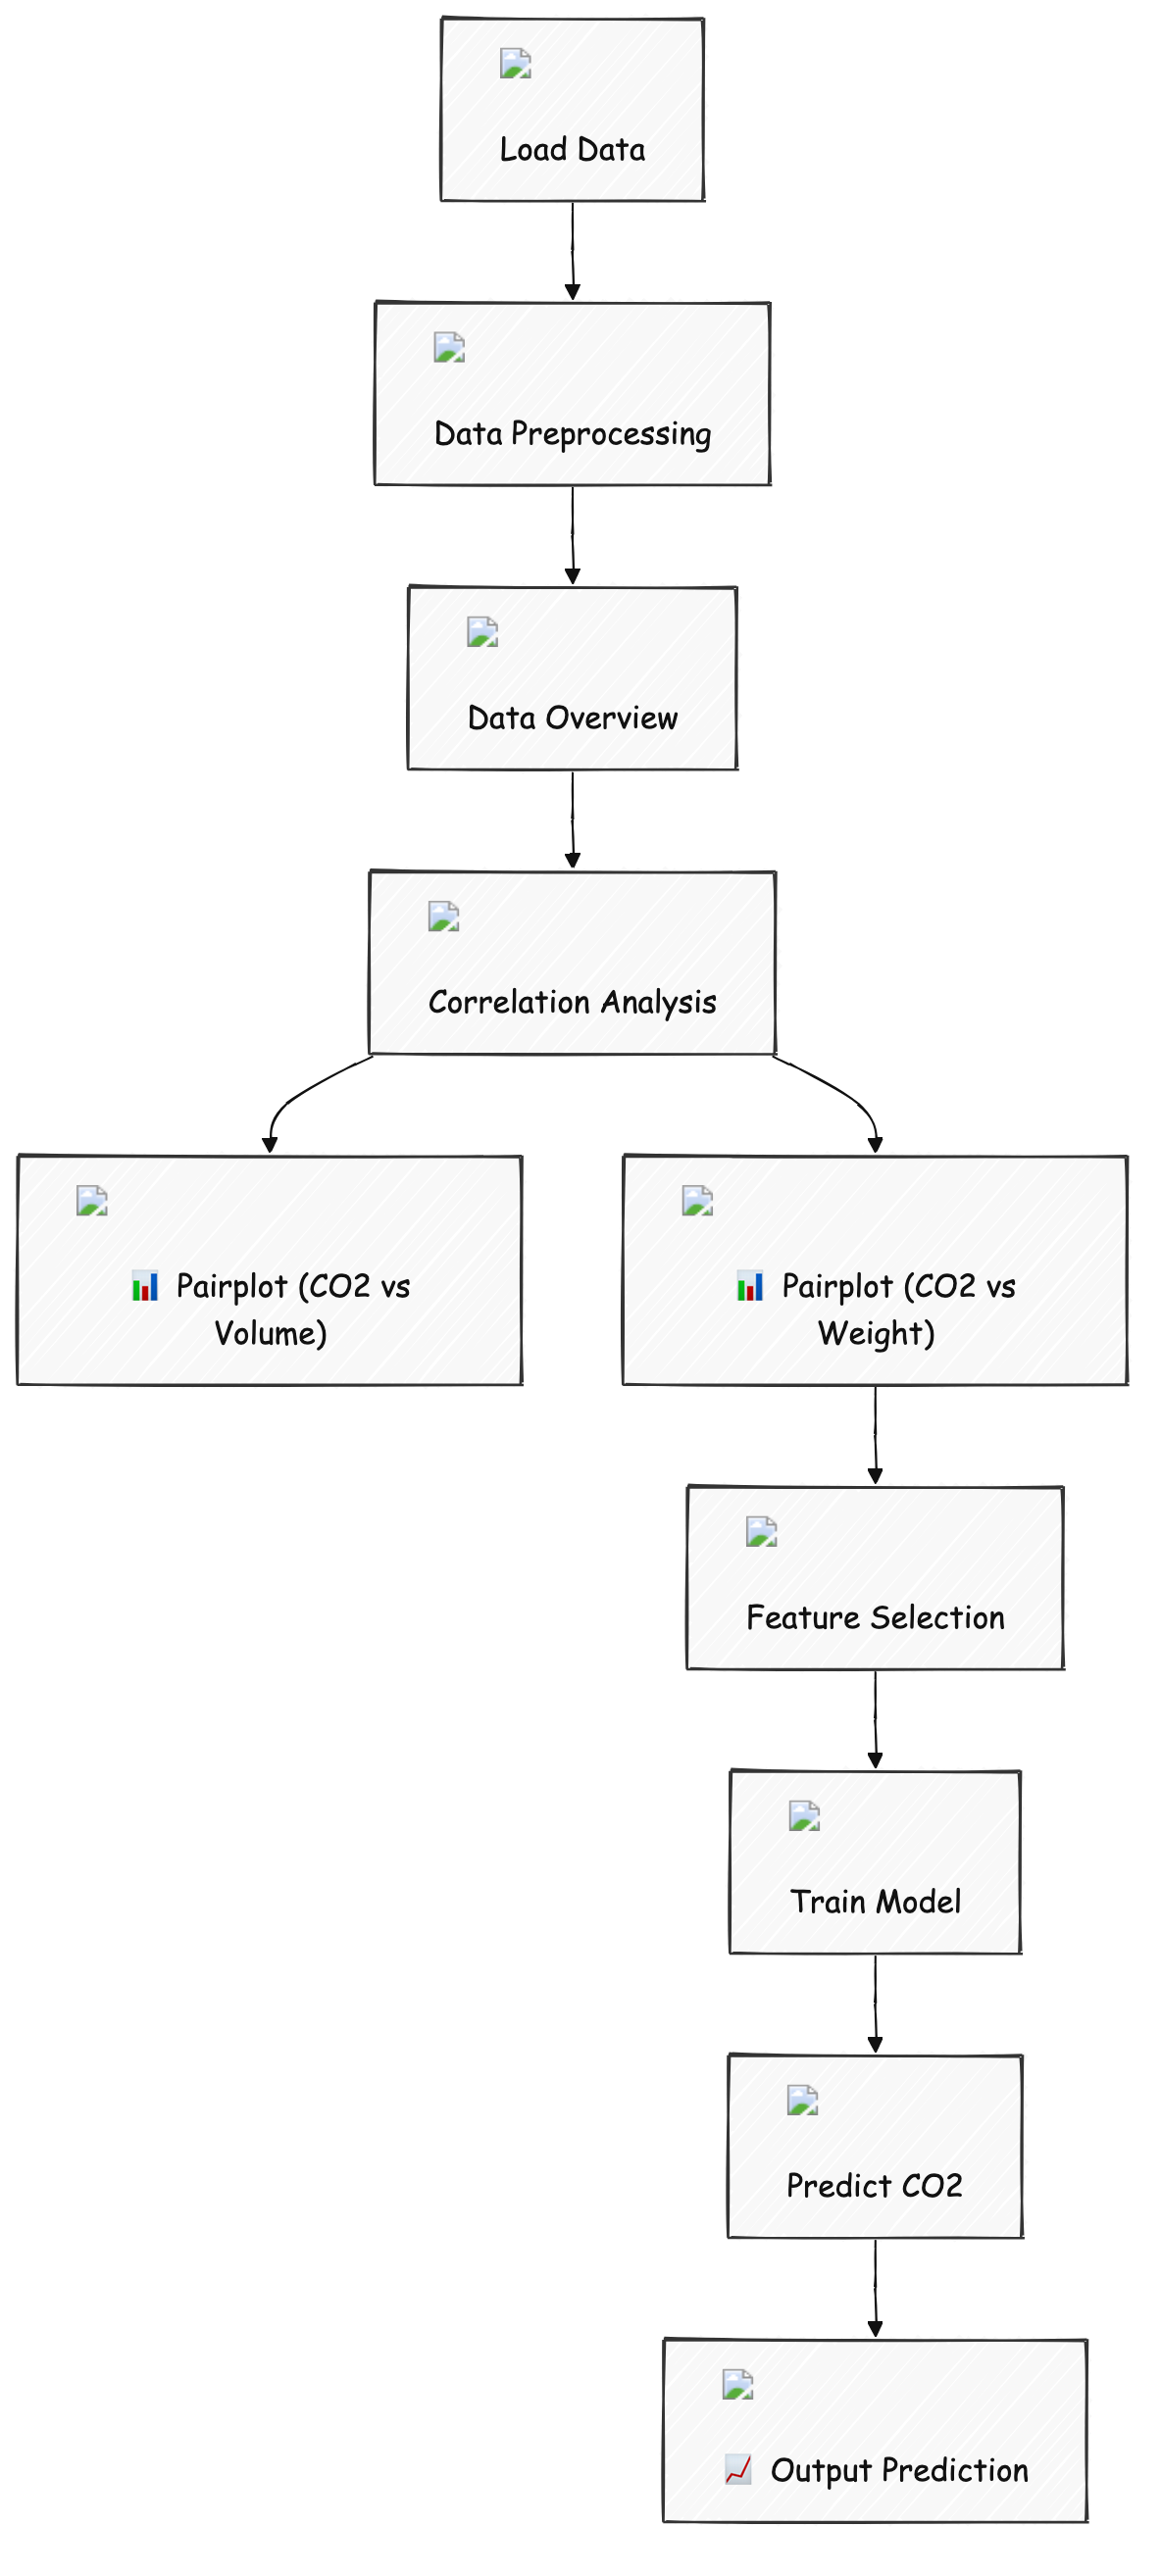 Load Data
Data Preprocessing
Data Overview
Correlation Analysis
📊 Pairplot (CO2 vs
Volume)
📊 Pairplot (CO2 vs
Weight)
Feature Selection
Train Model
Predict CO2
📈 Output Prediction